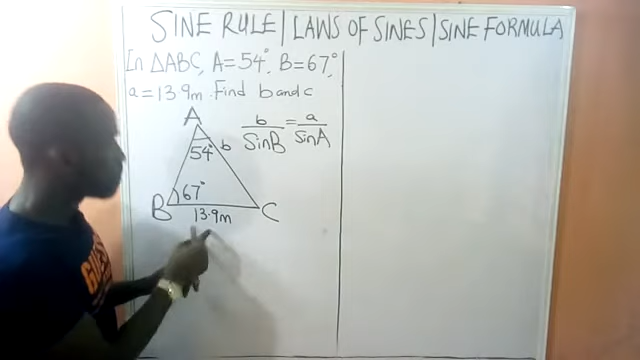 SINE RULE | LAWS OF SINES | SINE FORMULA
In ΔABC, A=54°, B=67°,
a=13.9m. Find b and c
A
b/SinB = a/SinA
54° b
67°
B C
13.9m